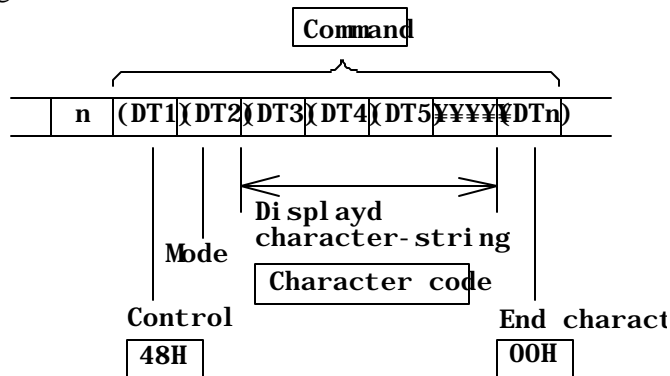 Command
n (DT1) (DT2) (DT3) (DT4) (DT5) ¥¥¥¥¥ (DTn)
Displayd
character-string
Mode
Character code
Control
End charact
48H
00H